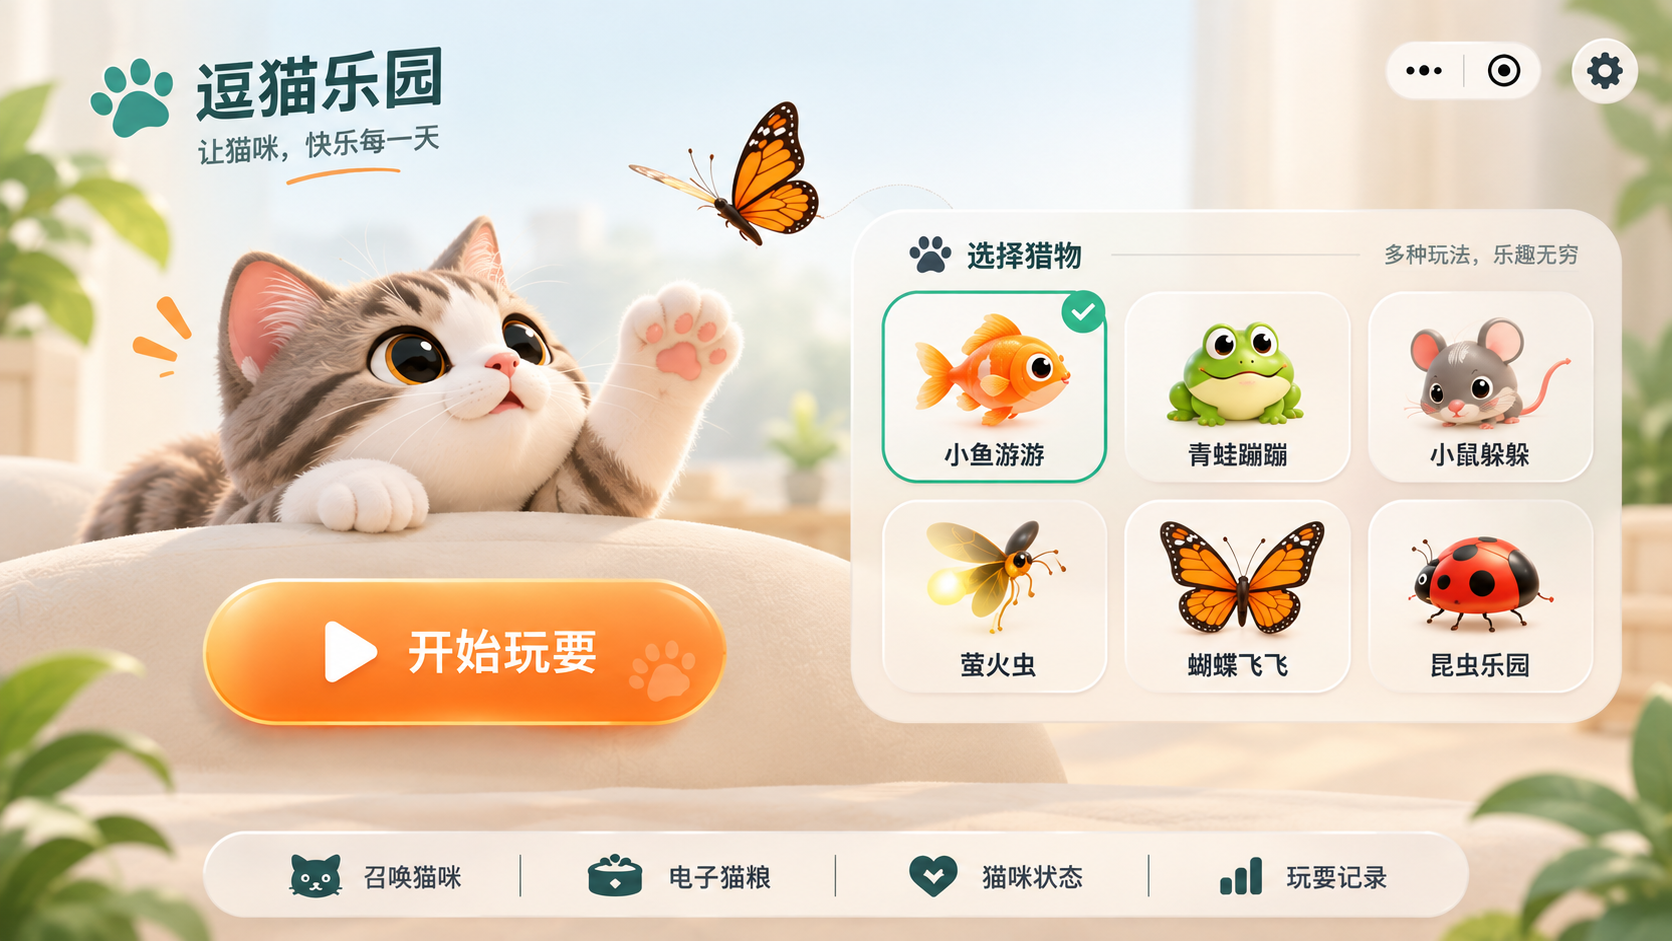 逗猫乐园
让猫咪，快乐每一天
选择猎物
多种玩法，乐趣无穷
小鱼游游
青蛙蹦蹦
小鼠躲躲
萤火虫
蝴蝶飞飞
昆虫乐园
开始玩耍
召唤猫咪
电子猫粮
猫咪状态
玩耍记录